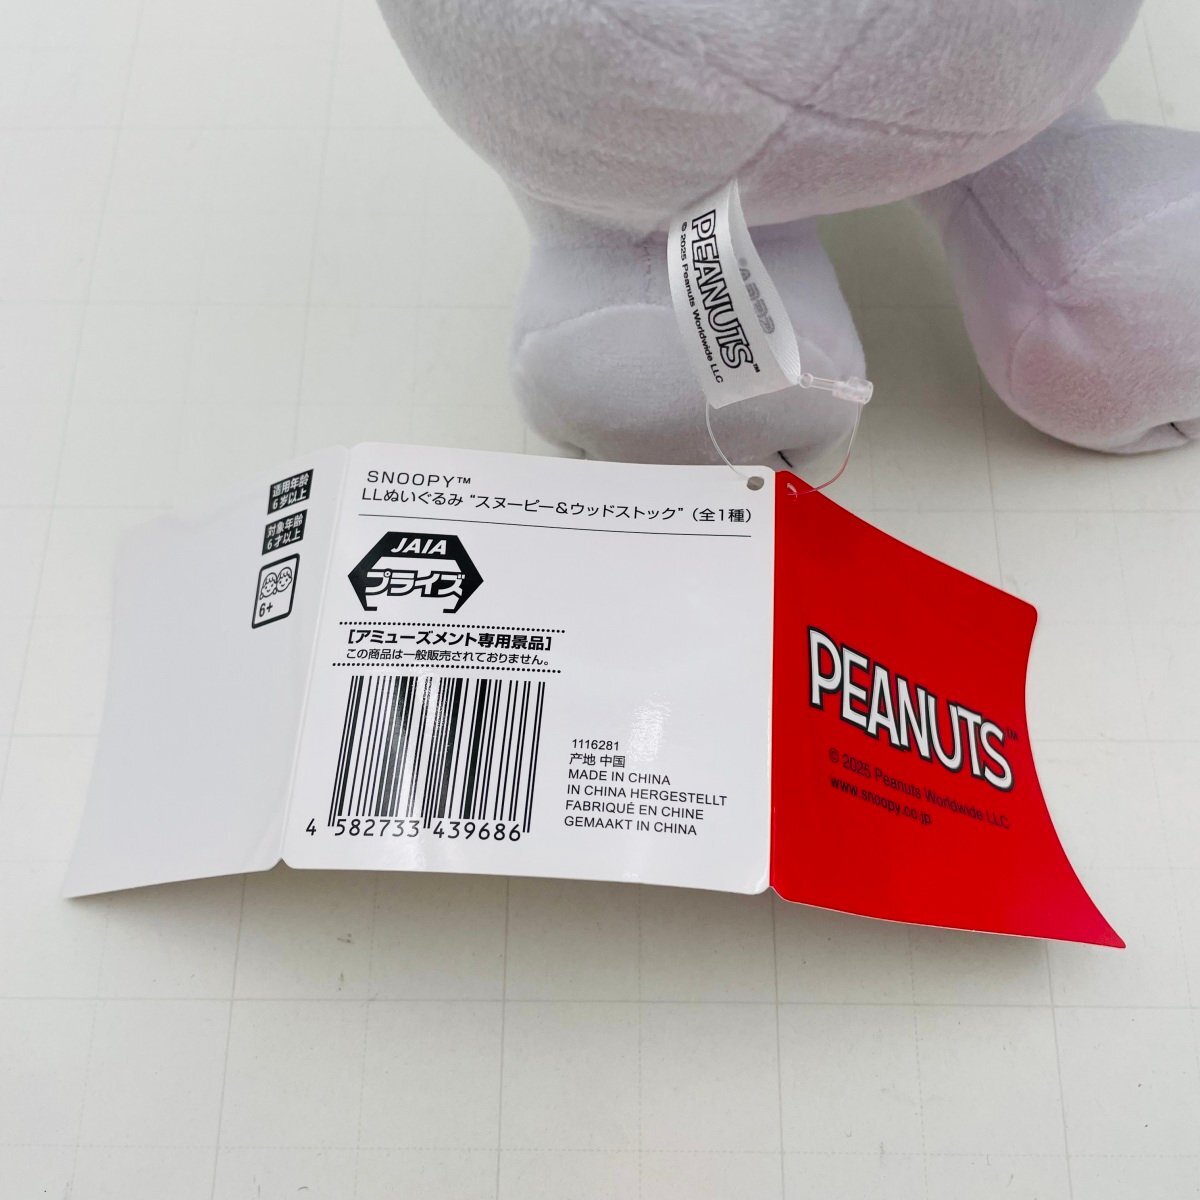 PEANUTS™
© 2025 Peanuts Worldwide LLC
适用年龄
6岁以上
対象年齢
6才以上
6+
SNOOPY™
LLぬいぐるみ “スヌーピー&ウッドストック”（全1種）
JAIA
プライズ
[アミューズメント専用景品]
この商品は一般販売されておりません。
4 582733 439686
1116281
产地 中国
MADE IN CHINA
IN CHINA HERGESTELLT
FABRIQUÉ EN CHINE
GEMAAKT IN CHINA
PEANUTS™
© 2025 Peanuts Worldwide LLC
www.snoopy.co.jp